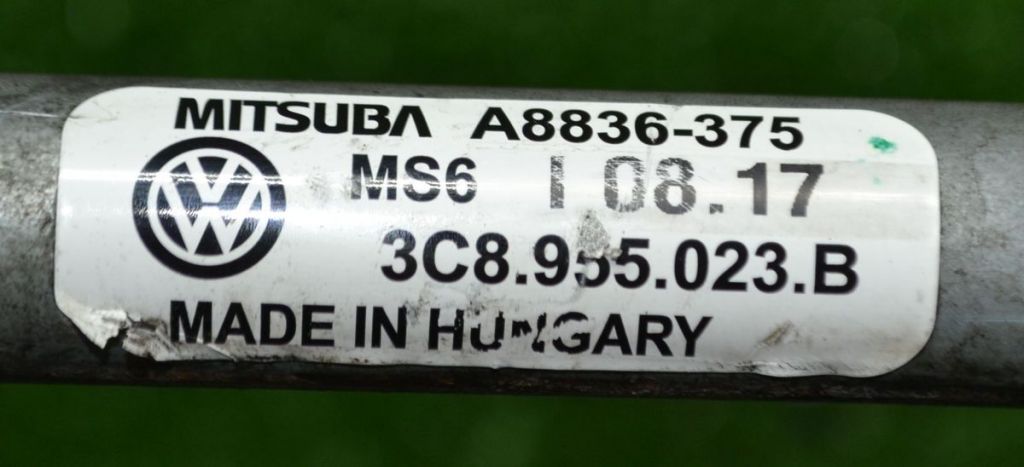 MITSUBA A8836-375
MS6 I 08.17
3C8.955.023.B
MADE IN HUNGARY